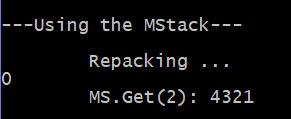 ---Using the MStack---
Repacking ...
0
MS.Get(2): 4321